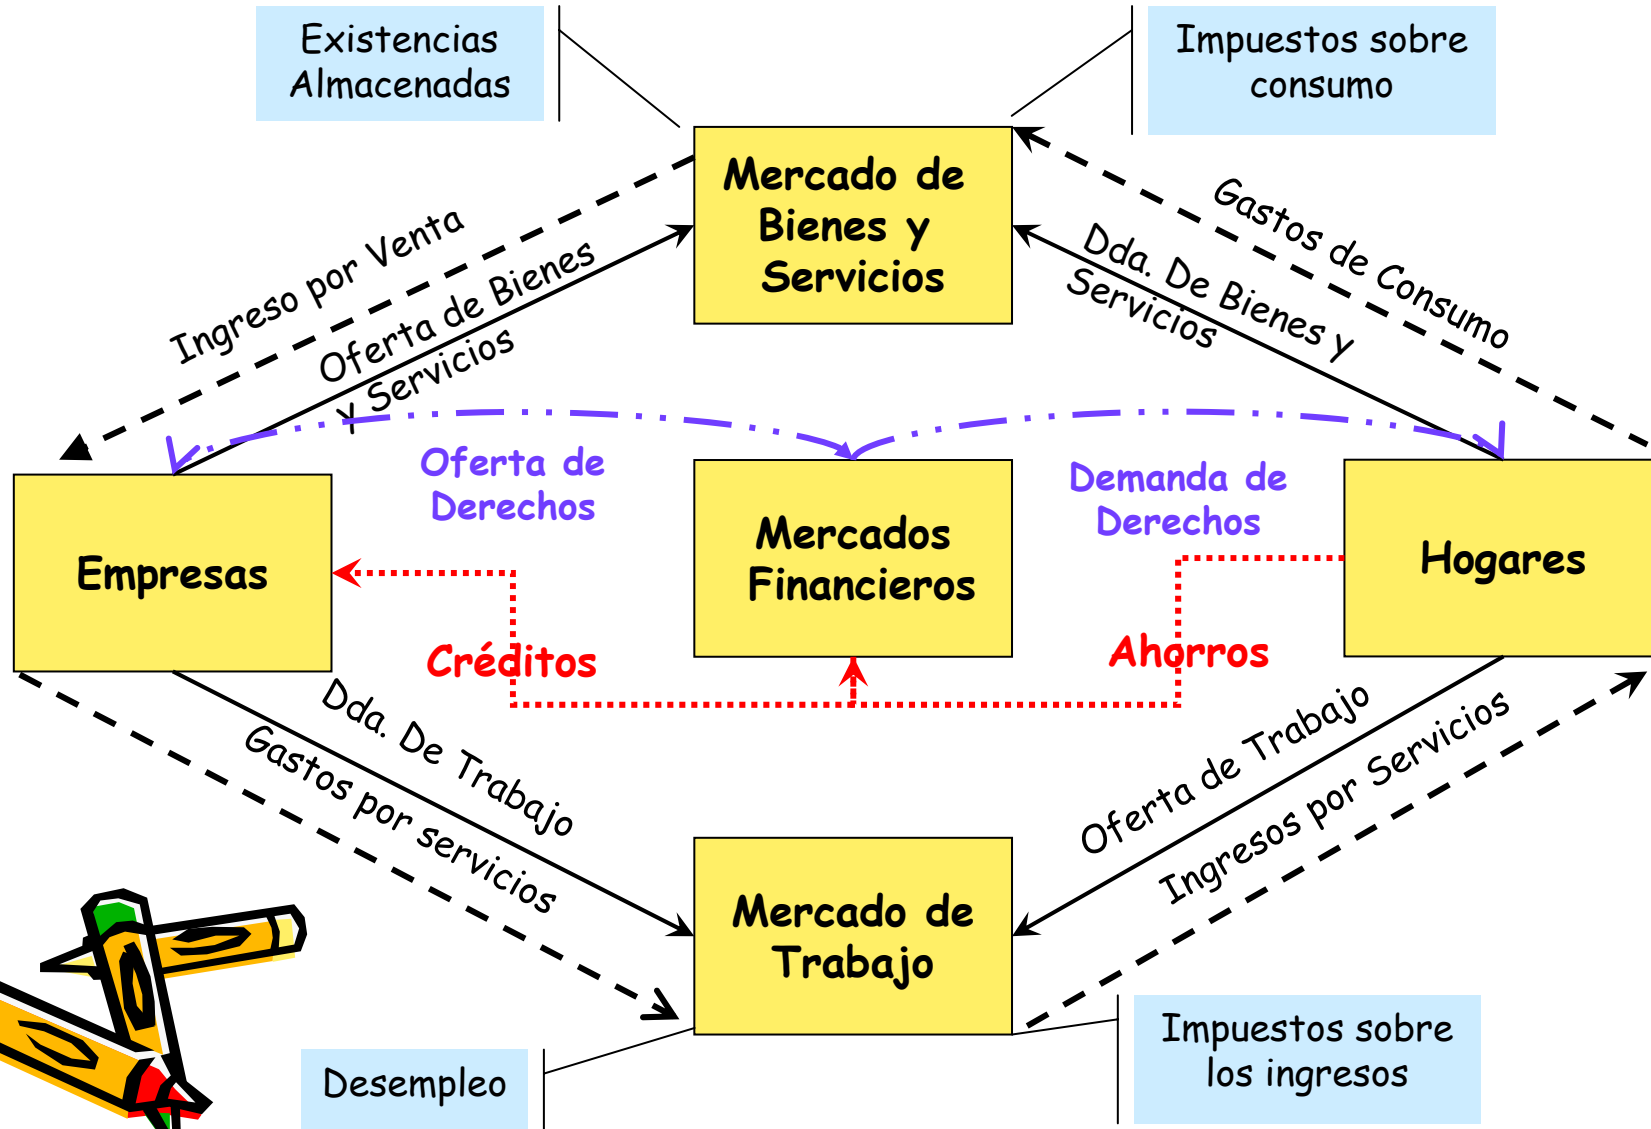 Existencias
Almacenadas
Impuestos sobre
consumo
Mercado de
Bienes y
Servicios
Ingreso por Venta
Oferta de Bienes
y Servicios
Gastos de Consumo
Dda. De Bienes y
Servicios
Oferta de
Derechos
Demanda de
Derechos
Empresas
Mercados
Financieros
Hogares
Créditos
Ahorros
Dda. De Trabajo
Gastos por servicios
Oferta de Trabajo
Ingresos por Servicios
Mercado de
Trabajo
Desempleo
Impuestos sobre
los ingresos